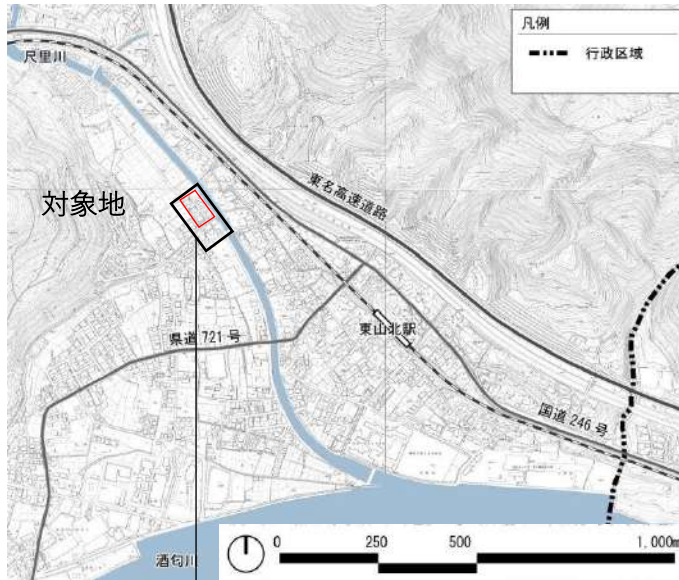 凡例
行政区域
尺里川
対象地
東名高速道路
東山北駅
県道 721 号
国道 246 号
酒匂川
0 250 500 1,000m